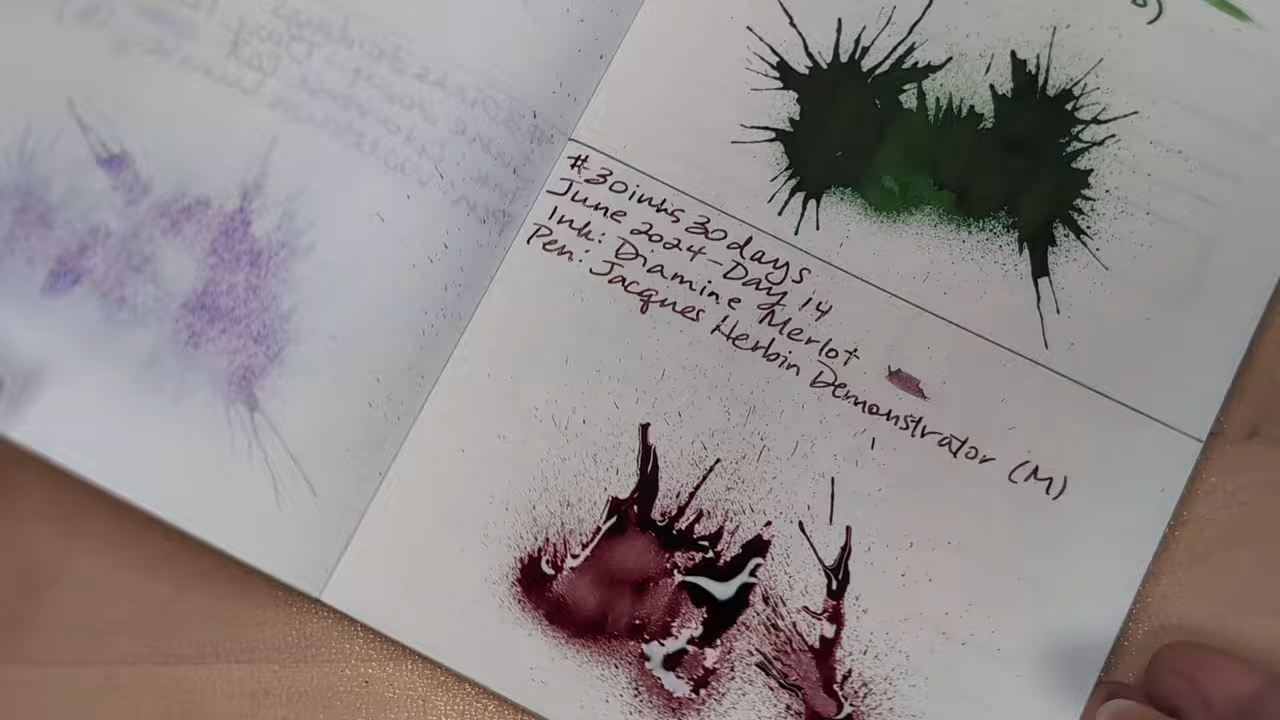 #30inks30days
June 2024-Day 14
Ink: Diamine Merlot
Pen: Jacques Herbin Demonstrator (M)